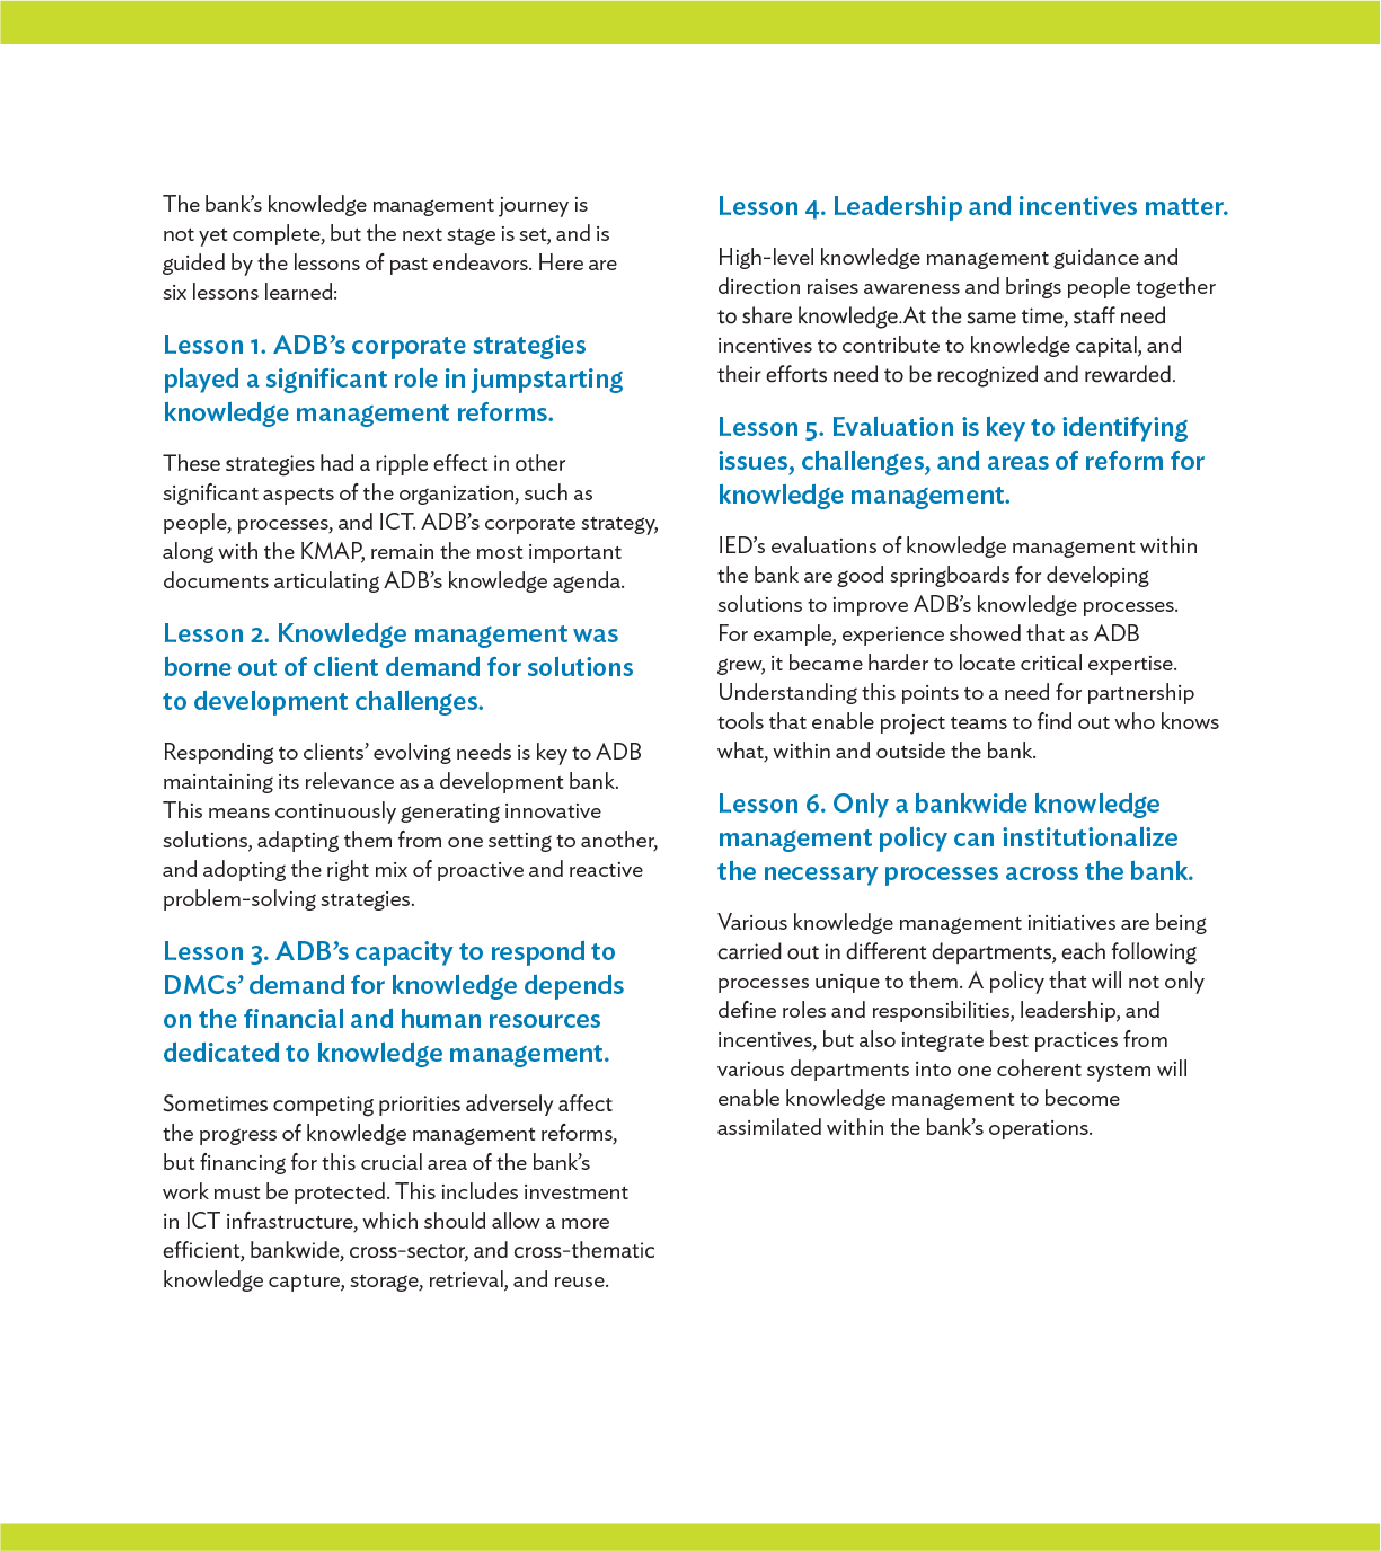 The bank’s knowledge management journey is
not yet complete, but the next stage is set, and is
guided by the lessons of past endeavors. Here are
six lessons learned:
Lesson 1. ADB’s corporate strategies
played a significant role in jumpstarting
knowledge management reforms.
These strategies had a ripple effect in other
significant aspects of the organization, such as
people, processes, and ICT. ADB’s corporate strategy,
along with the KMAP, remain the most important
documents articulating ADB’s knowledge agenda.
Lesson 2. Knowledge management was
borne out of client demand for solutions
to development challenges.
Responding to clients’ evolving needs is key to ADB
maintaining its relevance as a development bank.
This means continuously generating innovative
solutions, adapting them from one setting to another,
and adopting the right mix of proactive and reactive
problem-solving strategies.
Lesson 3. ADB’s capacity to respond to
DMCs’ demand for knowledge depends
on the financial and human resources
dedicated to knowledge management.
Sometimes competing priorities adversely affect
the progress of knowledge management reforms,
but financing for this crucial area of the bank’s
work must be protected. This includes investment
in ICT infrastructure, which should allow a more
efficient, bankwide, cross-sector, and cross-thematic
knowledge capture, storage, retrieval, and reuse.
Lesson 4. Leadership and incentives matter.
High-level knowledge management guidance and
direction raises awareness and brings people together
to share knowledge.At the same time, staff need
incentives to contribute to knowledge capital, and
their efforts need to be recognized and rewarded.
Lesson 5. Evaluation is key to identifying
issues, challenges, and areas of reform for
knowledge management.
IED’s evaluations of knowledge management within
the bank are good springboards for developing
solutions to improve ADB’s knowledge processes.
For example, experience showed that as ADB
grew, it became harder to locate critical expertise.
Understanding this points to a need for partnership
tools that enable project teams to find out who knows
what, within and outside the bank.
Lesson 6. Only a bankwide knowledge
management policy can institutionalize
the necessary processes across the bank.
Various knowledge management initiatives are being
carried out in different departments, each following
processes unique to them. A policy that will not only
define roles and responsibilities, leadership, and
incentives, but also integrate best practices from
various departments into one coherent system will
enable knowledge management to become
assimilated within the bank’s operations.